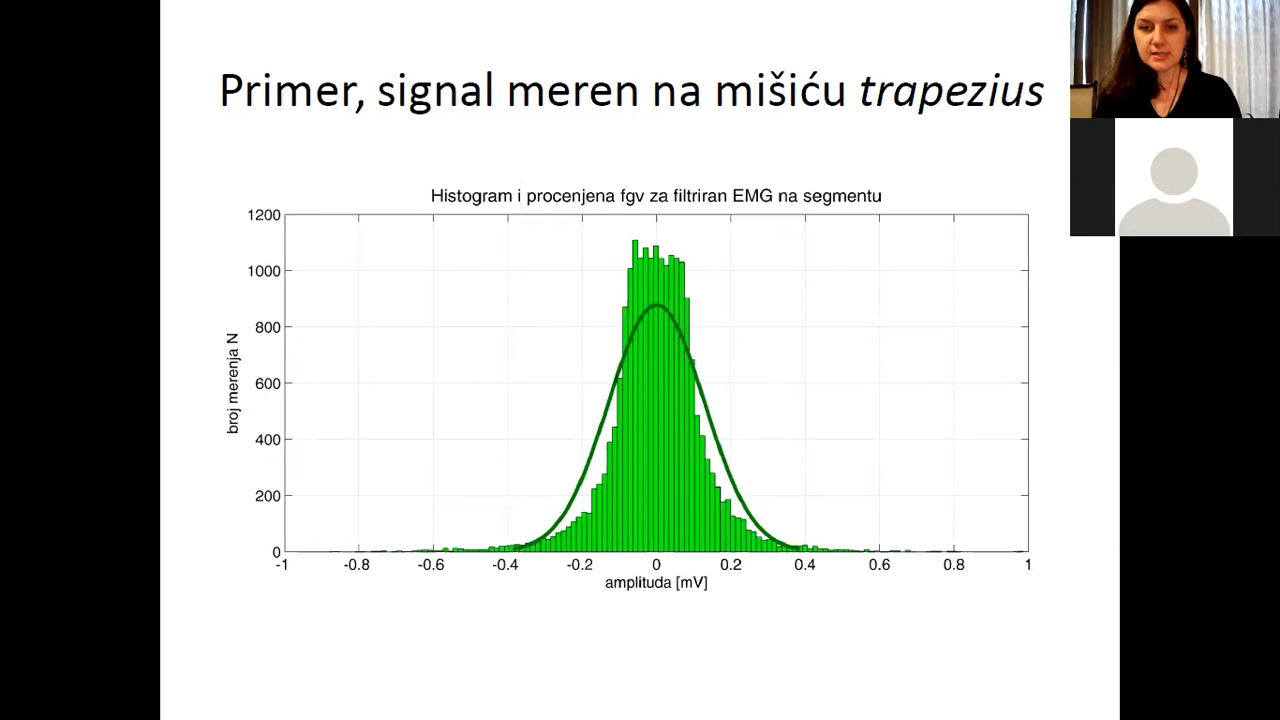 Primer, signal meren na mišiću trapezius
Histogram i procenjena fgv za filtriran EMG na segmentu
1200
1000
800
600
400
200
0
broj merenja N
-1 -0.8 -0.6 -0.4 -0.2 0 0.2 0.4 0.6 0.8 1
amplituda [mV]